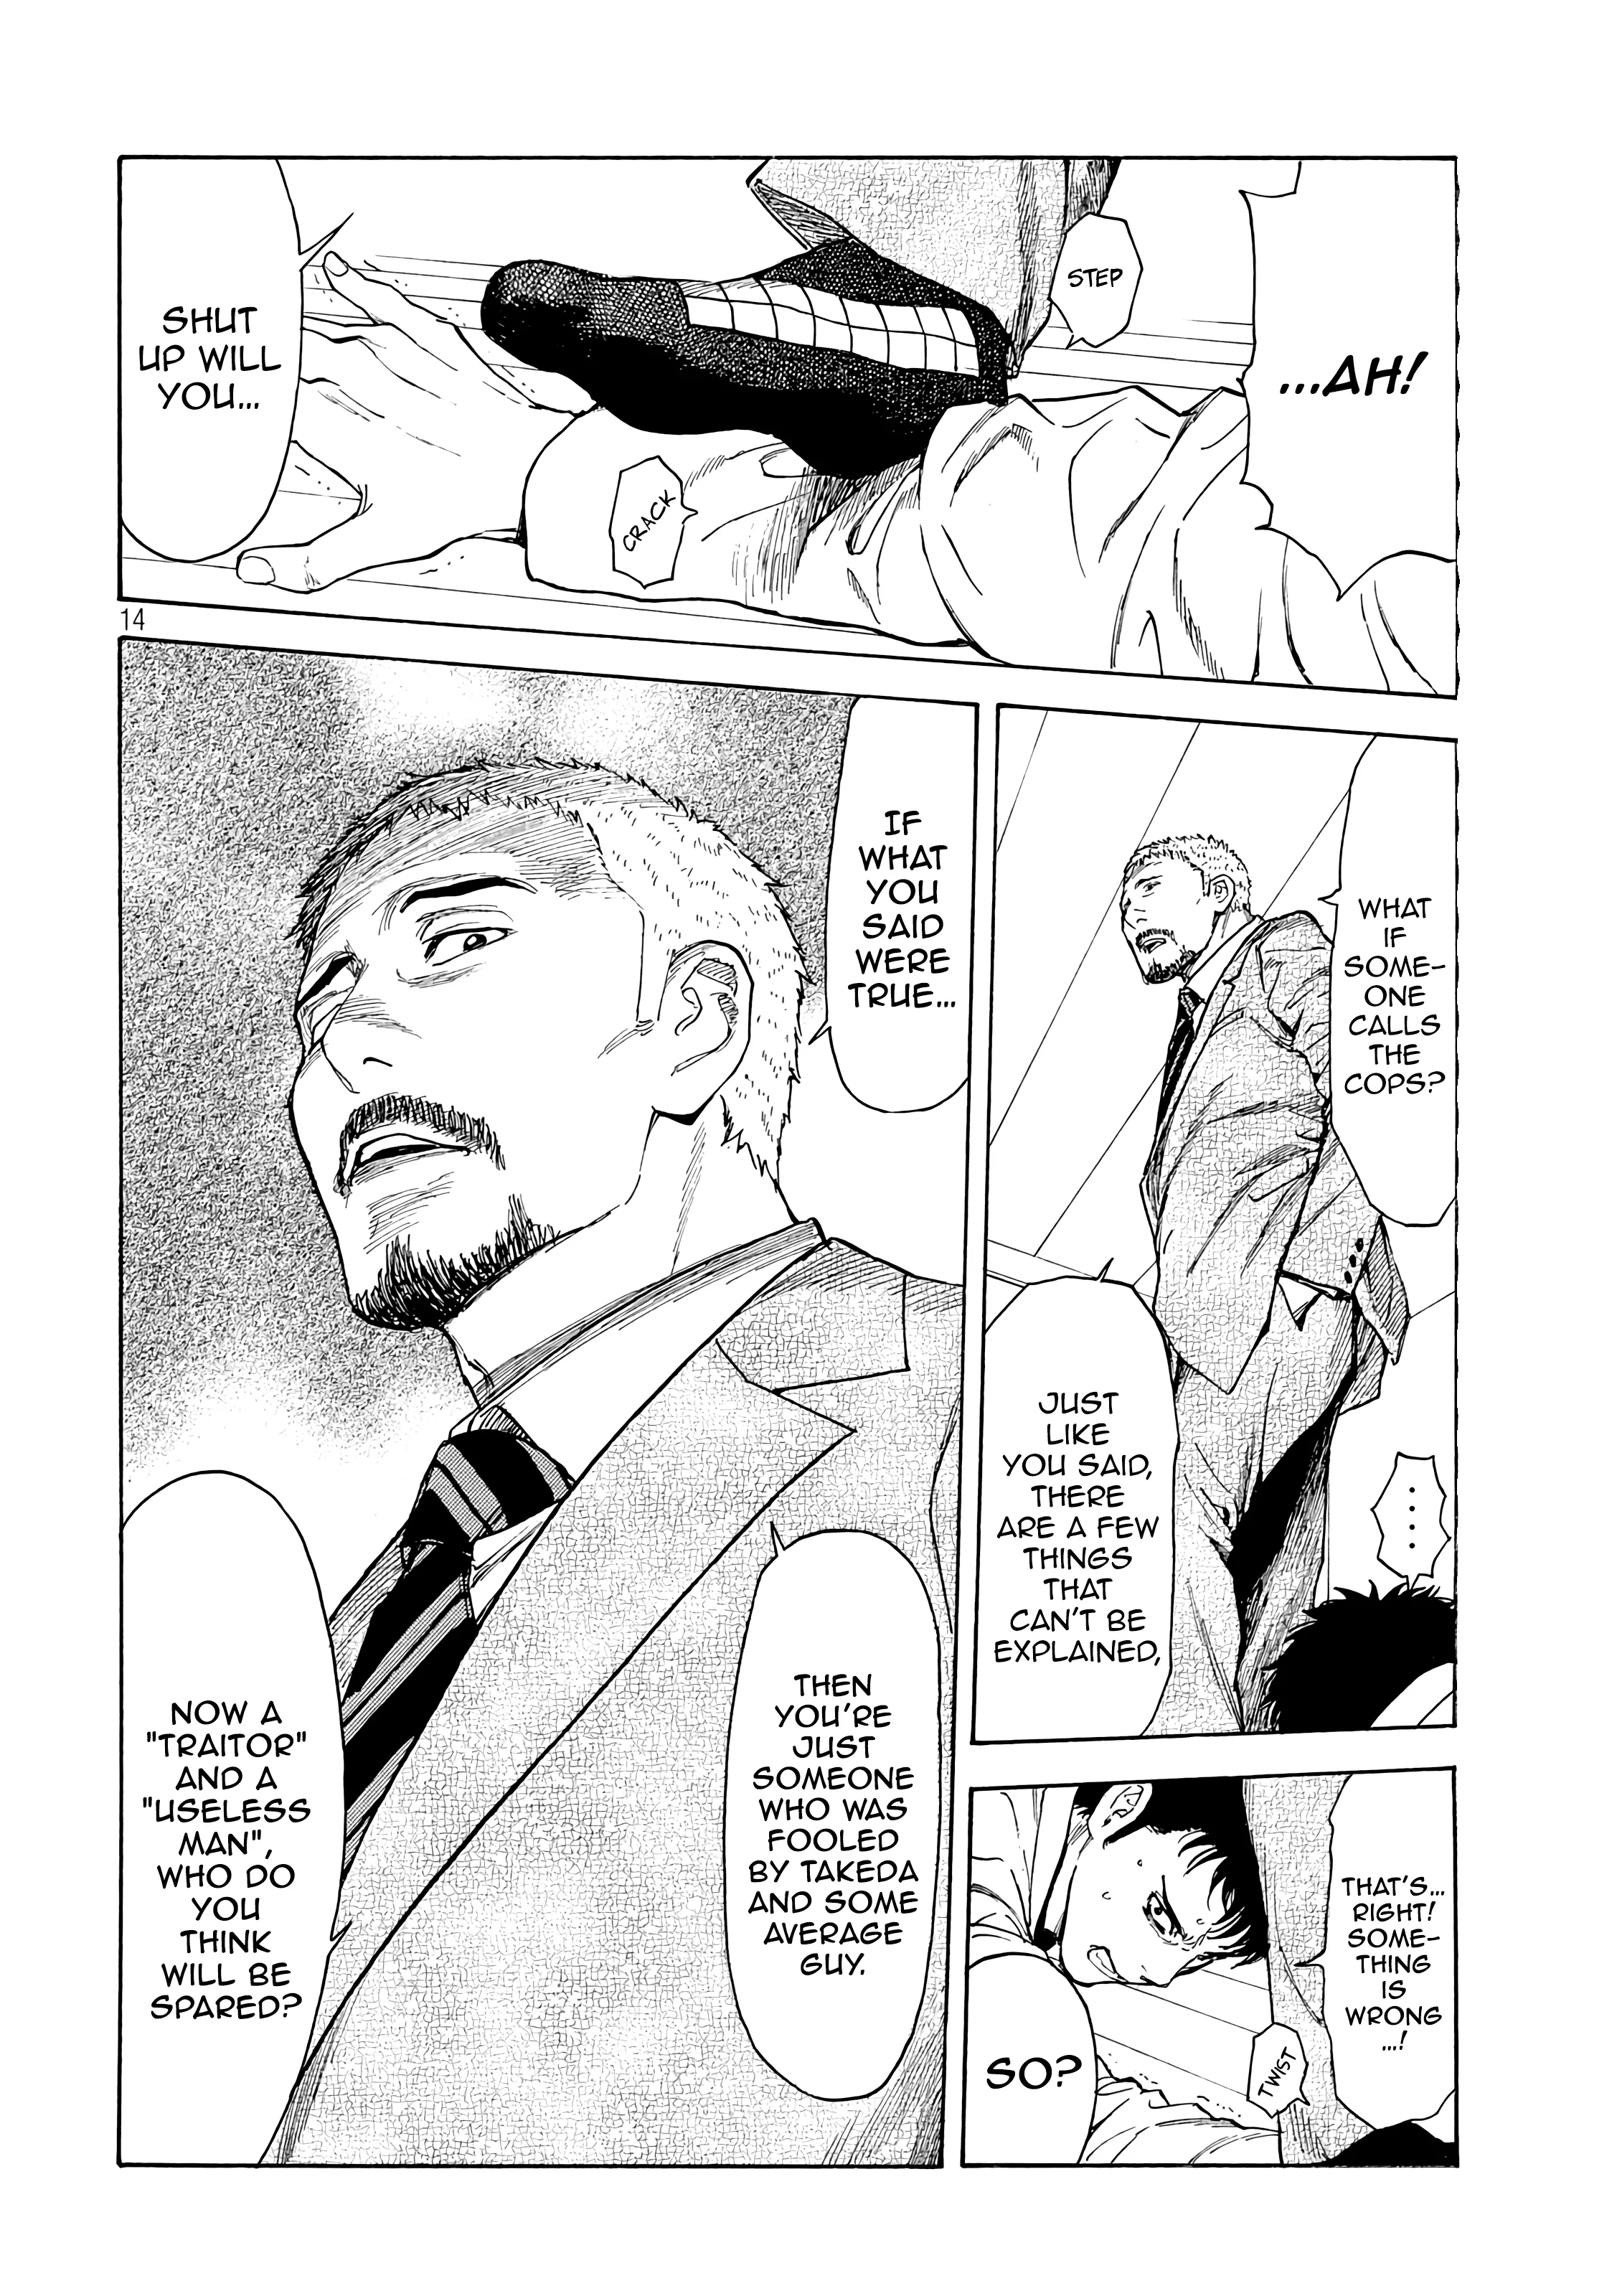 ...AH!
STEP
CRACK
SHUT
UP WILL
YOU...
14
WHAT
IF
SOME-
ONE
CALLS
THE
COPS?
JUST
LIKE
YOU SAID,
THERE
ARE A FEW
THINGS
THAT
CAN'T BE
EXPLAINED,
....
THAT'S...
RIGHT!
SOME-
THING
IS
WRONG
...!
TWIST
SO?
IF
WHAT
YOU
SAID
WERE
TRUE...
THEN
YOU'RE
JUST
SOMEONE
WHO WAS
FOOLED
BY TAKEDA
AND SOME
AVERAGE
GUY.
NOW A
"TRAITOR"
AND A
"USELESS
MAN",
WHO DO
YOU
THINK
WILL BE
SPARED?